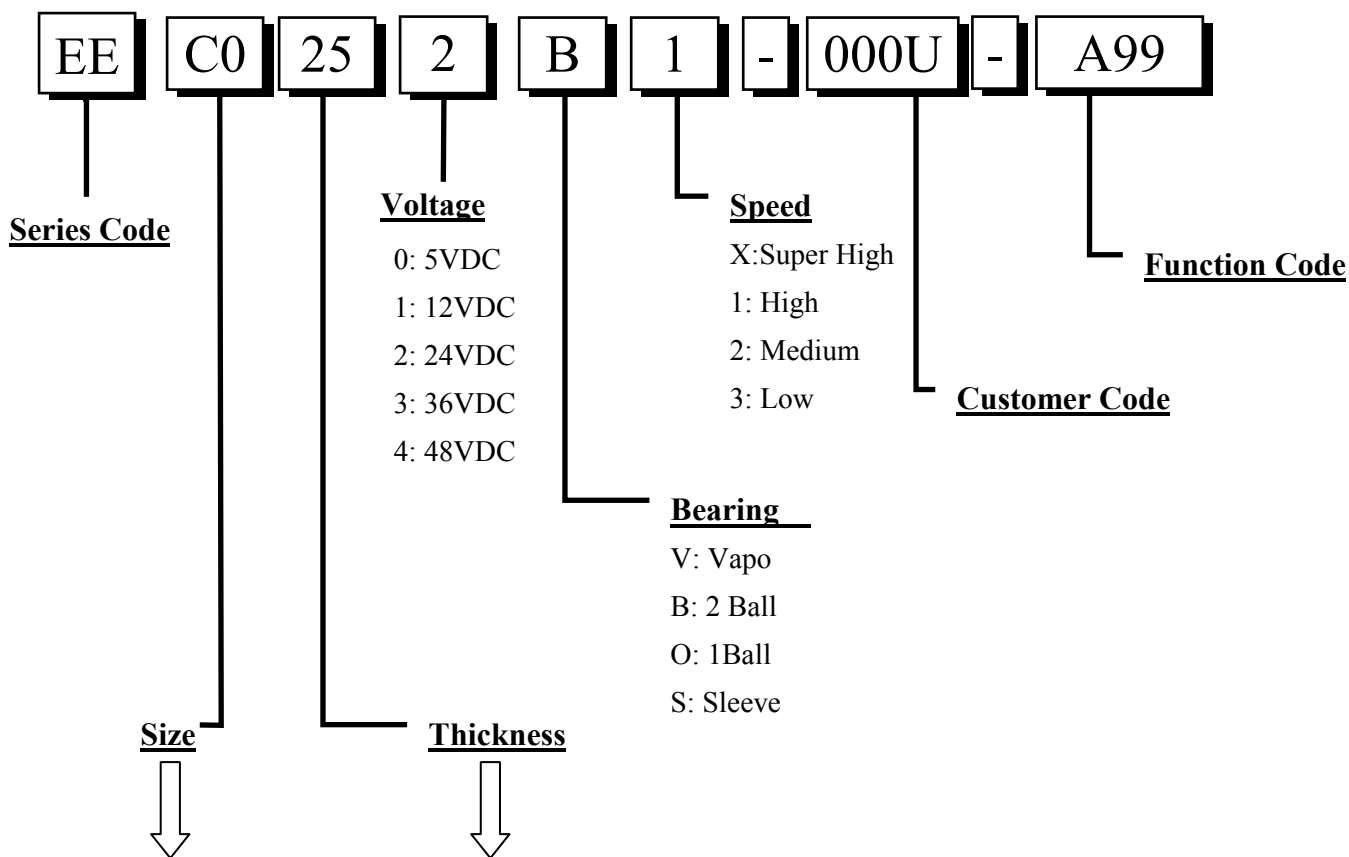 EE C0 25 2 B 1 - 000U - A99
Series Code
Voltage
0: 5VDC
1: 12VDC
2: 24VDC
3: 36VDC
4: 48VDC
Speed
X:Super High
1: High
2: Medium
3: Low
Function Code
Customer Code
Bearing
V: Vapo
B: 2 Ball
O: 1Ball
S: Sleeve
Size
Thickness